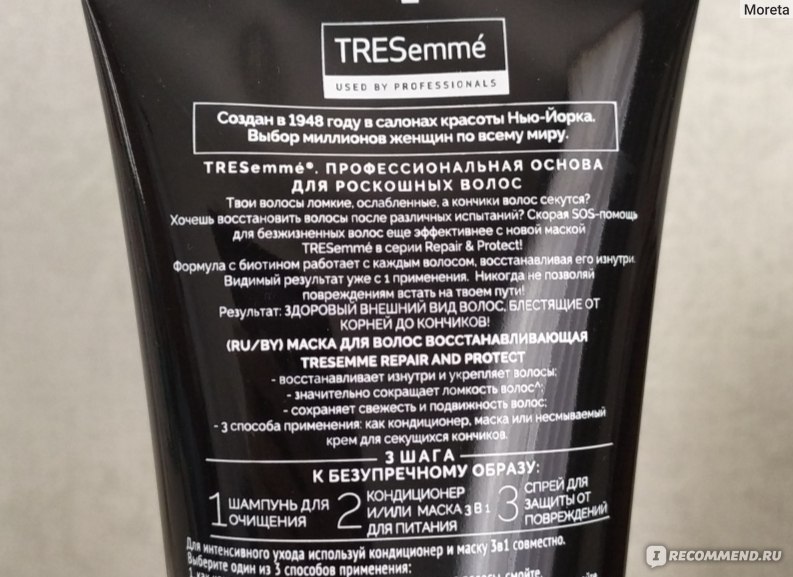 Moreta
TRESemmé
USED BY PROFESSIONALS
Создан в 1948 году в салонах красоты Нью-Йорка.
Выбор миллионов женщин по всему миру.
TRESemmé®. ПРОФЕССИОНАЛЬНАЯ ОСНОВА
ДЛЯ РОСКОШНЫХ ВОЛОС
Твои волосы ломкие, ослабленные, а кончики волос секутся?
Хочешь восстановить волосы после различных испытаний? Скорая SOS-помощь
для безжизненных волос еще эффективнее с новой маской
TRESemmé в серии Repair & Protect!
Формула с биотином работает с каждым волосом, восстанавливая его изнутри.
Видимый результат уже с 1 применения. Никогда не позволяй
повреждениям встать на твоем пути!
Результат: ЗДОРОВЫЙ ВНЕШНИЙ ВИД ВОЛОС, БЛЕСТЯЩИЕ ОТ
КОРНЕЙ ДО КОНЧИКОВ!
(RU/BY) МАСКА ДЛЯ ВОЛОС ВОССТАНАВЛИВАЮЩАЯ
TRESEMME REPAIR AND PROTECT
- восстанавливает изнутри и укрепляет волосы;
- значительно сокращает ломкость волос^;
- сохраняет свежесть и подвижность волос;
- 3 способа применения: как кондиционер, маска или несмываемый
крем для секущихся кончиков.
3 ШАГА
К БЕЗУПРЕЧНОМУ ОБРАЗУ:
1 ШАМПУНЬ ДЛЯ ОЧИЩЕНИЯ
2 КОНДИЦИОНЕР И/ИЛИ МАСКА 3 В 1 ДЛЯ ПИТАНИЯ
3 СПРЕЙ ДЛЯ ЗАЩИТЫ ОТ ПОВРЕЖДЕНИЙ
Для интенсивного ухода используй кондиционер и маску 3в1 совместно.
Выберите один из 3 способов применения:
IRECOMMEND.RU